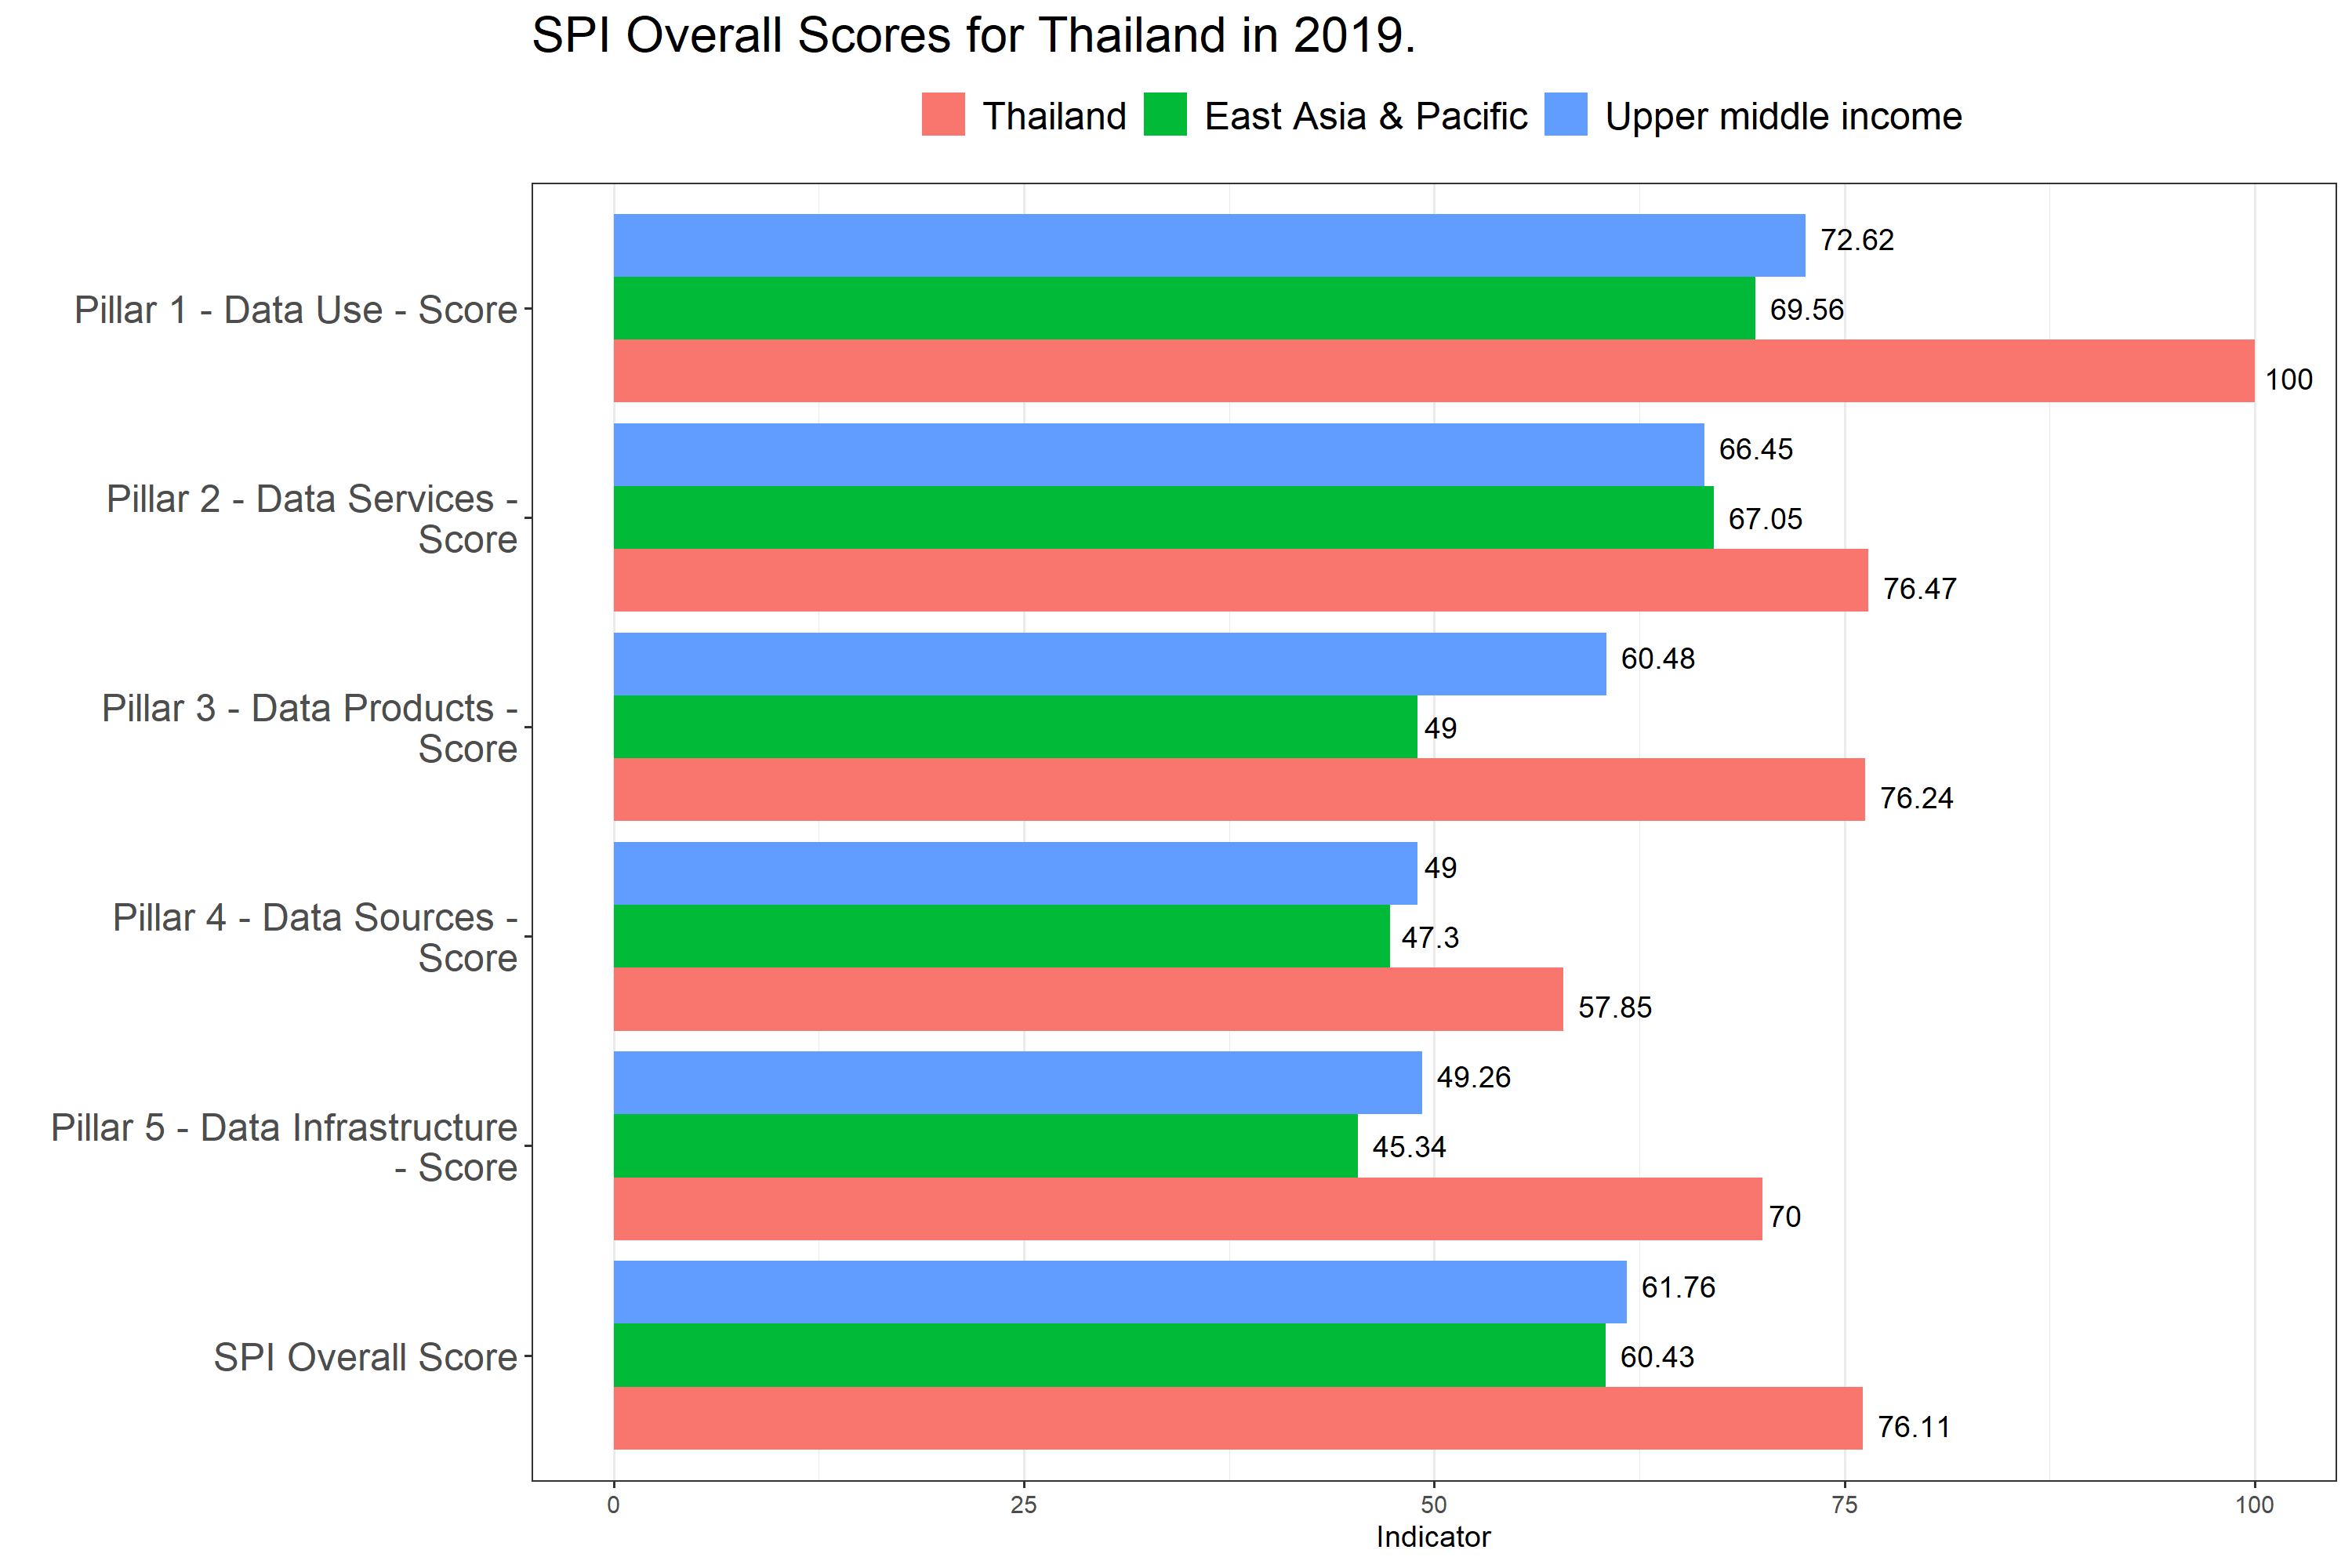 SPI Overall Scores for Thailand in 2019.
Thailand East Asia & Pacific Upper middle income
Pillar 1 - Data Use - Score
72.62
69.56
100
Pillar 2 - Data Services -
Score
66.45
67.05
76.47
Pillar 3 - Data Products -
Score
60.48
49
76.24
Pillar 4 - Data Sources -
Score
49
47.3
57.85
Pillar 5 - Data Infrastructure
- Score
49.26
45.34
70
SPI Overall Score
61.76
60.43
76.11
0 25 50 75 100
Indicator